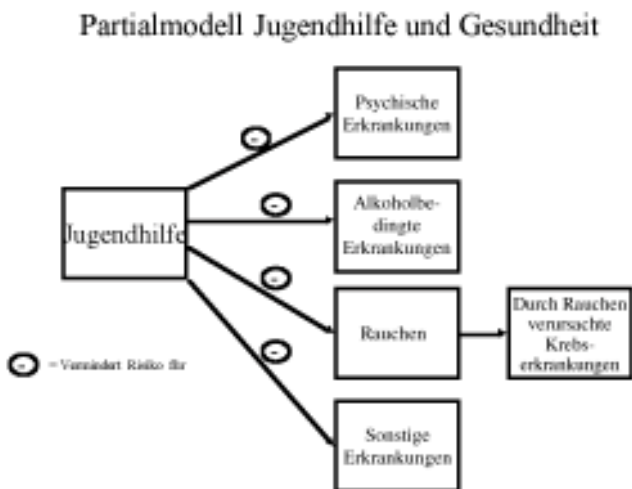 Partialmodell Jugendhilfe und Gesundheit
Psychische
Erkrankungen
-
Alkoholbe-
dingte
Erkrankungen
-
Jugendhilfe
-
Rauchen
Durch Rauchen
verursachte
Krebs-
erkrankungen
-
- = Vermindert Risiko für
Sonstige
Erkrankungen